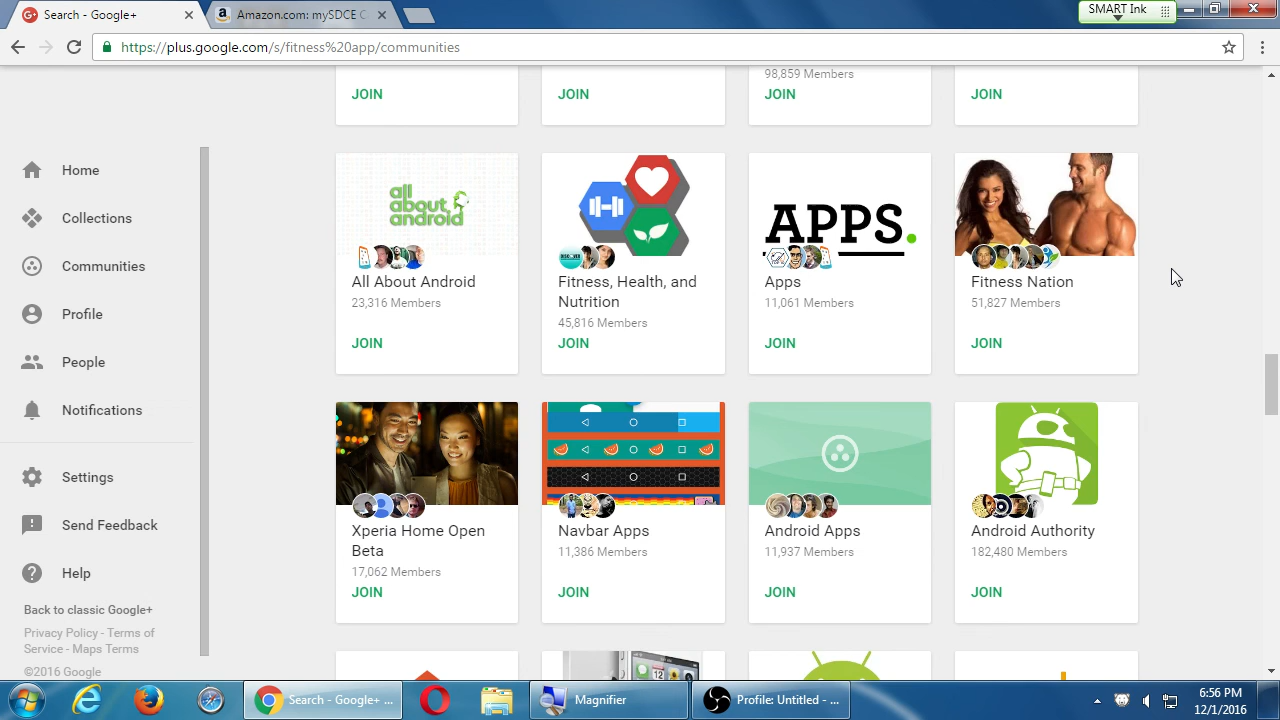 Search - Google+
Amazon.com: mySDCE C
SMART Ink
https://plus.google.com/s/fitness%20app/communities
98,859 Members
JOIN
JOIN
JOIN
JOIN
Home
Collections
Communities
Profile
People
Notifications
Settings
Send Feedback
Help
Back to classic Google+
Privacy Policy - Terms of
Service - Maps Terms
©2016 Google
all
about
android
All About Android
23,316 Members
JOIN
Fitness, Health, and
Nutrition
45,816 Members
JOIN
APPS.
Apps
11,061 Members
JOIN
Fitness Nation
51,827 Members
JOIN
Xperia Home Open
Beta
17,062 Members
JOIN
Navbar Apps
11,386 Members
JOIN
Android Apps
11,937 Members
JOIN
Android Authority
182,480 Members
JOIN
Search - Google+ ...
Magnifier
Profile: Untitled - ...
6:56 PM
12/1/2016